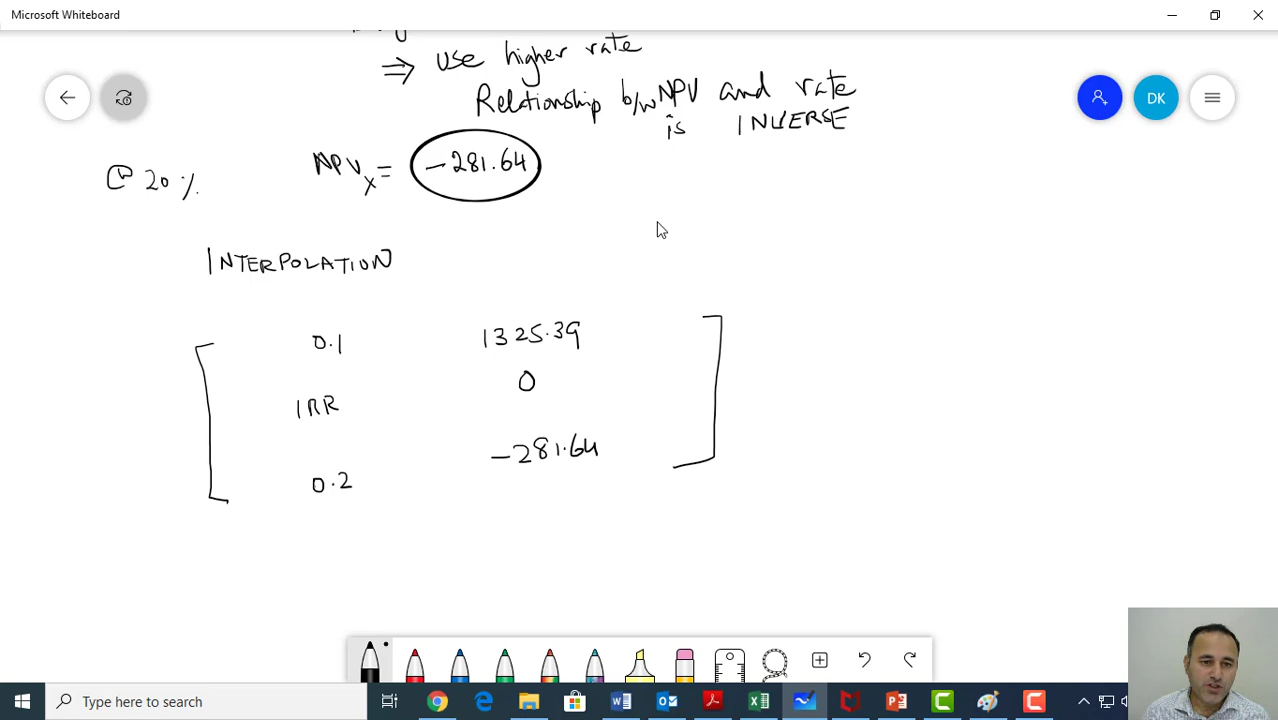 Microsoft Whiteboard
⇒ use higher rate
Relationship b/w NPV and rate
is INVERSE
DK
@ 20 %. NPVx = -281.64
INTERPOLATION
0.1 1325.39
IRR 0
0.2 -281.64
Type here to search